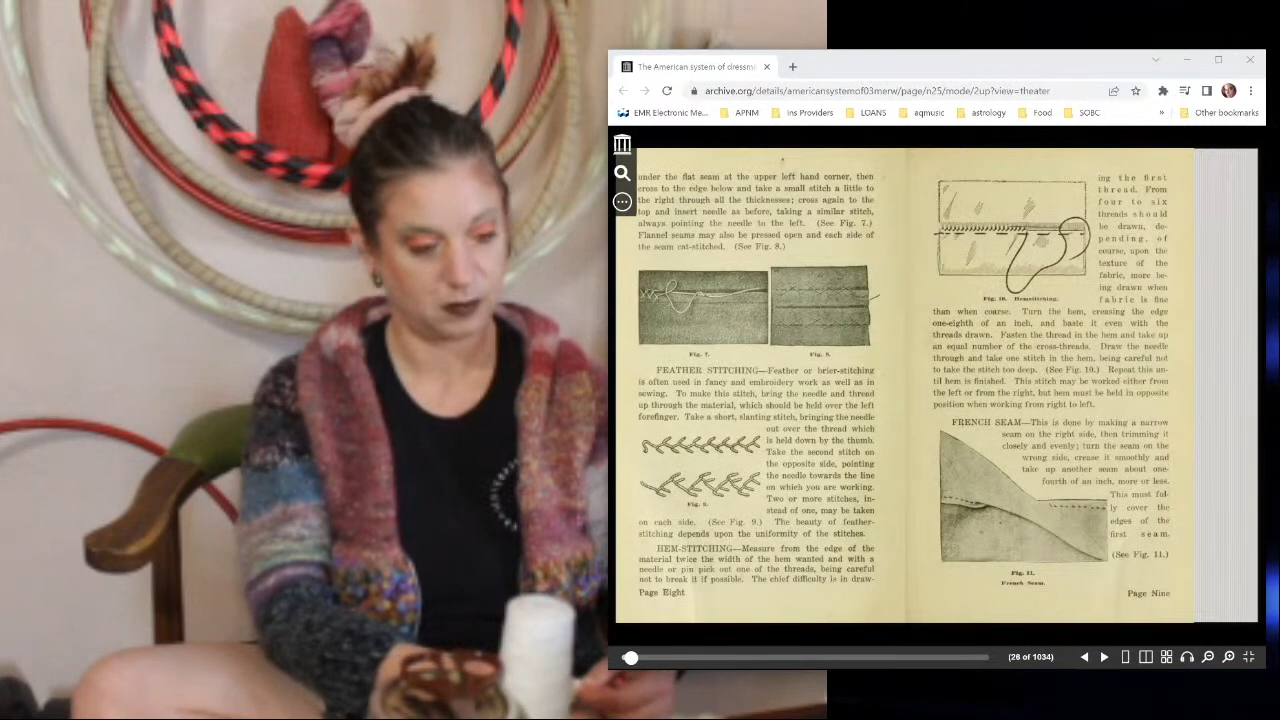 The American system of dressm
archive.org/details/americansystemof03merw/page/n25/mode/2up?view=theater
EMR Electronic Me...
APNM
Ins Providers
LOANS
aqmusic
astrology
Food
SOBC
»
Other bookmarks
under the flat seam at the upper left hand corner, then
cross to the edge below and take a small stitch a little to
the right through all the thicknesses; cross again to the
top and insert needle as before, taking a similar stitch,
always pointing the needle to the left. (See Fig. 7.)
Flannel seams may also be pressed open and each side of
the seam cat-stitched. (See Fig. 8.)
Fig. 7.
Fig. 8.
FEATHER STITCHING—Feather or brier-stitching
is often used in fancy and embroidery work as well as in
sewing. To make this stitch, bring the needle and thread
up through the material, which should be held over the left
forefinger. Take a short, slanting stitch, bringing the needle
out over the thread which
is held down by the thumb.
Take the second stitch on
the opposite side, pointing
the needle towards the line
on which you are working.
Two or more stitches, in-
stead of one, may be taken
Fig. 9.
on each side. (See Fig. 9.) The beauty of feather-
stitching depends upon the uniformity of the stitches.
HEM-STITCHING—Measure from the edge of the
material twice the width of the hem wanted and with a
needle or pin pick out one of the threads, being careful
not to break it if possible. The chief difficulty is in draw-
Page Eight
ing the first
thread. From
four to six
threads should
be drawn, de-
pending, of
course, upon the
texture of the
fabric, more be-
ing drawn when
fabric is fine
Fig. 10. Hemstitching.
than when coarse. Turn the hem, creasing the edge
one-eighth of an inch, and baste it even with the
threads drawn. Fasten the thread in the hem and take up
an equal number of the cross-threads. Draw the needle
through and take one stitch in the hem, being careful not
to take the stitch too deep. (See Fig. 10.) Repeat this un-
til hem is finished. This stitch may be worked either from
the left or from the right, but hem must be held in opposite
position when working from right to left.
FRENCH SEAM—This is done by making a narrow
seam on the right side, then trimming it
closely and evenly; turn the seam on the
wrong side, crease it smoothly and
take up another seam about one-
fourth of an inch, more or less.
This must ful-
ly cover the
edges of the
first seam.
(See Fig. 11.)
Fig. 11.
French Seam.
Page Nine
(26 of 1034)